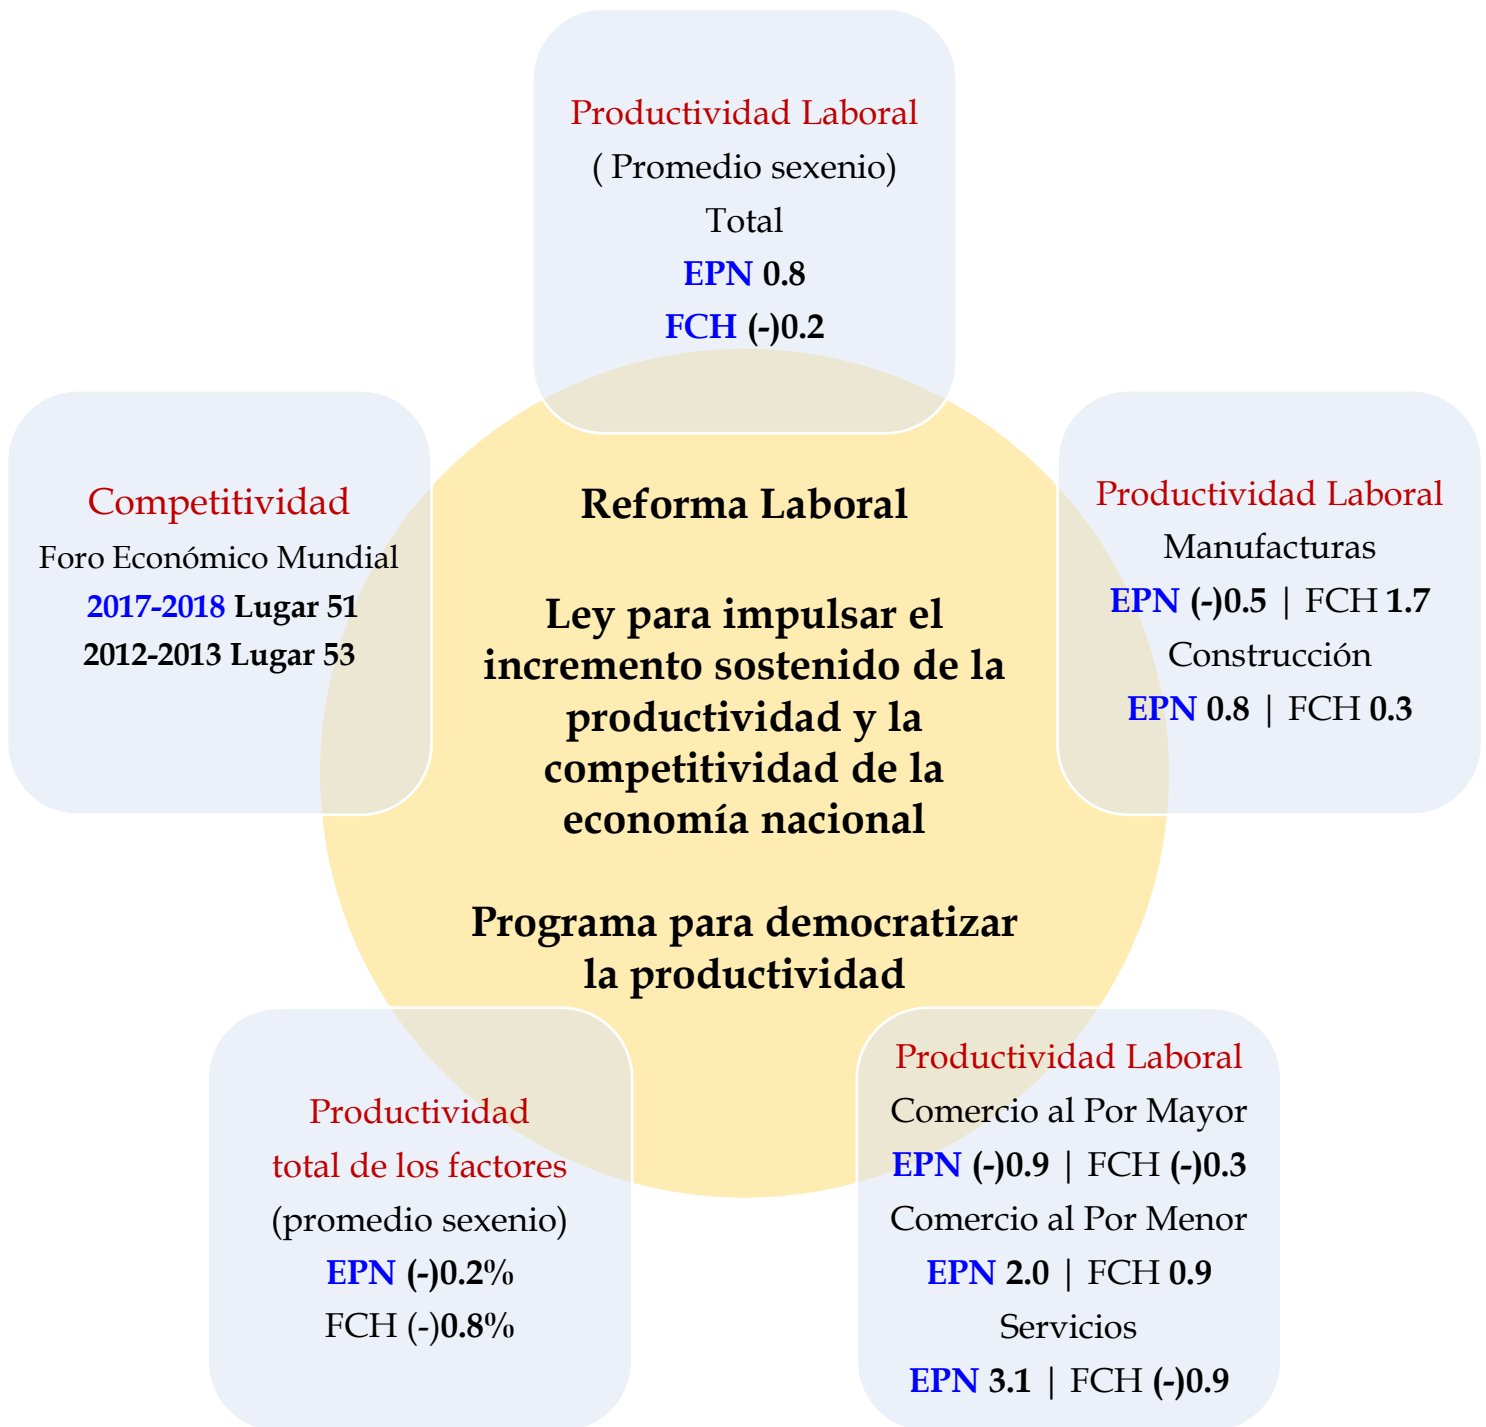 Productividad Laboral
( Promedio sexenio)
Total
EPN 0.8
FCH (-)0.2
Competitividad
Foro Económico Mundial
2017-2018 Lugar 51
2012-2013 Lugar 53
Reforma Laboral
Ley para impulsar el
incremento sostenido de la
productividad y la
competitividad de la
economía nacional
Programa para democratizar
la productividad
Productividad Laboral
Manufacturas
EPN (-)0.5 | FCH 1.7
Construcción
EPN 0.8 | FCH 0.3
Productividad
total de los factores
(promedio sexenio)
EPN (-)0.2%
FCH (-)0.8%
Productividad Laboral
Comercio al Por Mayor
EPN (-)0.9 | FCH (-)0.3
Comercio al Por Menor
EPN 2.0 | FCH 0.9
Servicios
EPN 3.1 | FCH (-)0.9